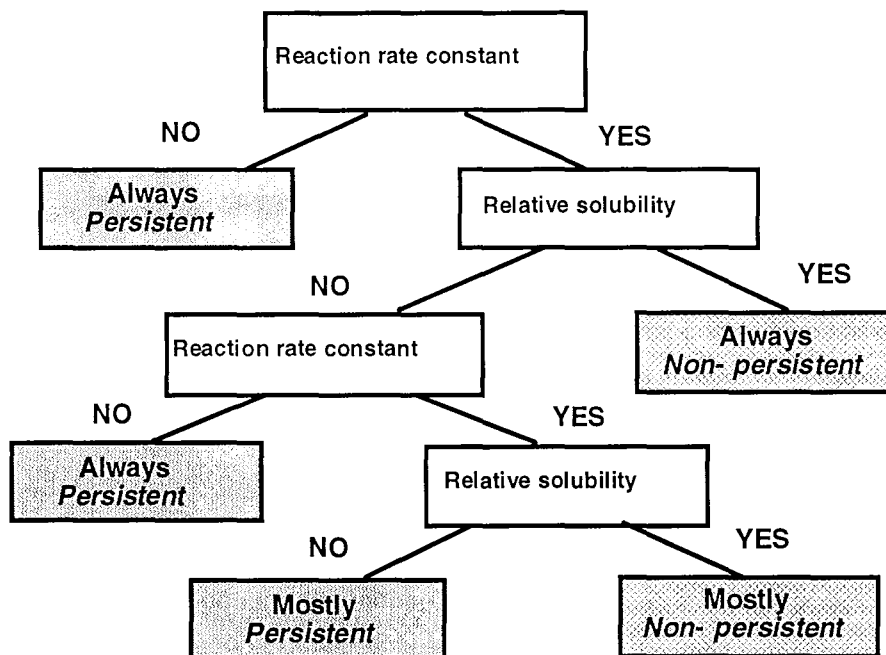 Reaction rate constant
NO
YES
Always
Persistent
Relative solubility
NO
YES
Reaction rate constant
Always
Non- persistent
NO
YES
Always
Persistent
Relative solubility
NO
YES
Mostly
Persistent
Mostly
Non- persistent